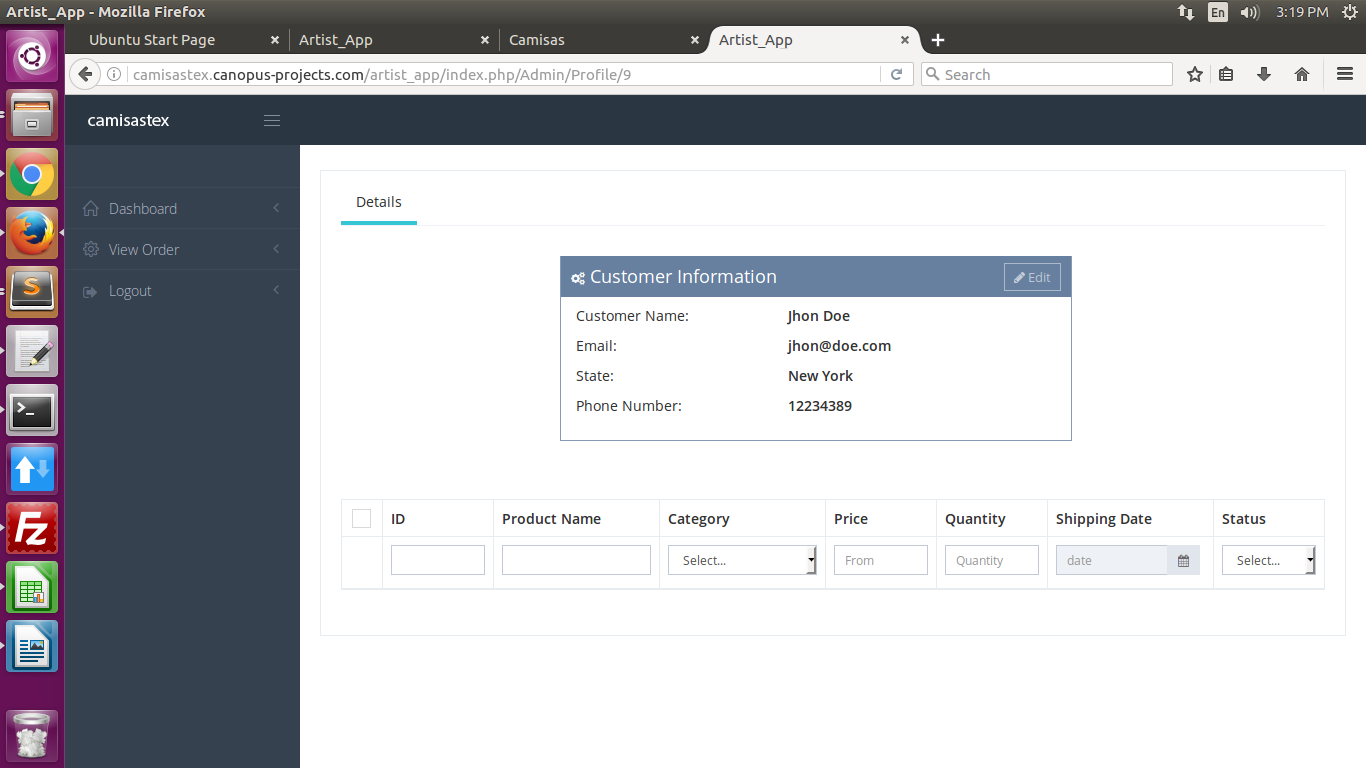 Artist_App - Mozilla Firefox
En
3:19 PM
Ubuntu Start Page
Artist_App
Camisas
Artist_App
camisastex.canopus-projects.com/artist_app/index.php/Admin/Profile/9
Search
camisastex
Dashboard
View Order
Logout
Details
Customer Information
Edit
Customer Name: Jhon Doe
Email: jhon@doe.com
State: New York
Phone Number: 12234389
ID Product Name Category Price Quantity Shipping Date Status
Select... From Quantity date Select...
S
Fz